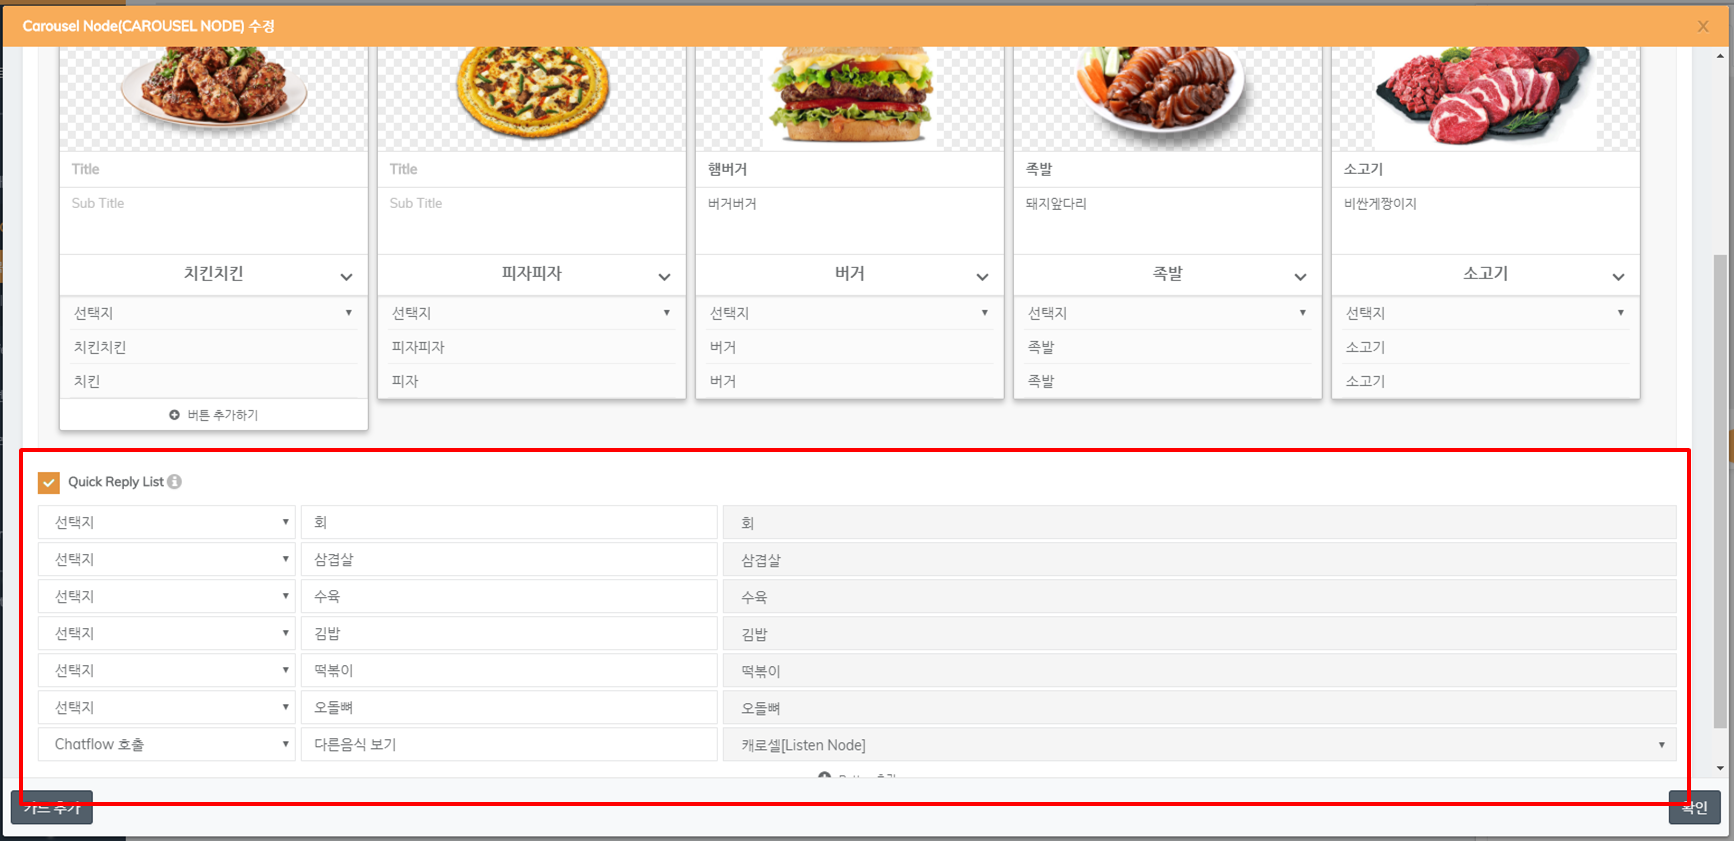 Carousel Node(CAROUSEL NODE) 수정 X
Title Title 햄버거 족발 소고기
Sub Title Sub Title 버거버거 돼지앞다리 비싼게짱이지
치킨치킨 피자피자 버거 족발 소고기
선택지 선택지 선택지 선택지 선택지
치킨치킨 피자피자 버거 족발 소고기
치킨 피자 버거 족발 소고기
버튼 추가하기
Quick Reply List
선택지 회 회
선택지 삼겹살 삼겹살
선택지 수육 수육
선택지 김밥 김밥
선택지 떡볶이 떡볶이
선택지 오돌뼈 오돌뼈
Chatflow 호출 다른음식 보기 캐로셀[Listen Node]
카드 추가 확인